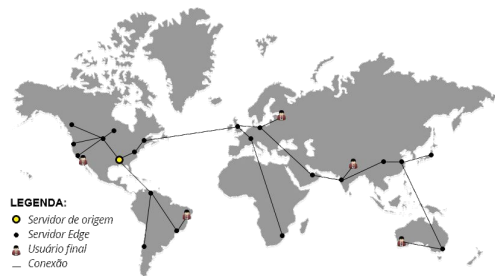 LEGENDA:
Servidor de origem
Servidor Edge
Usuário final
Conexão